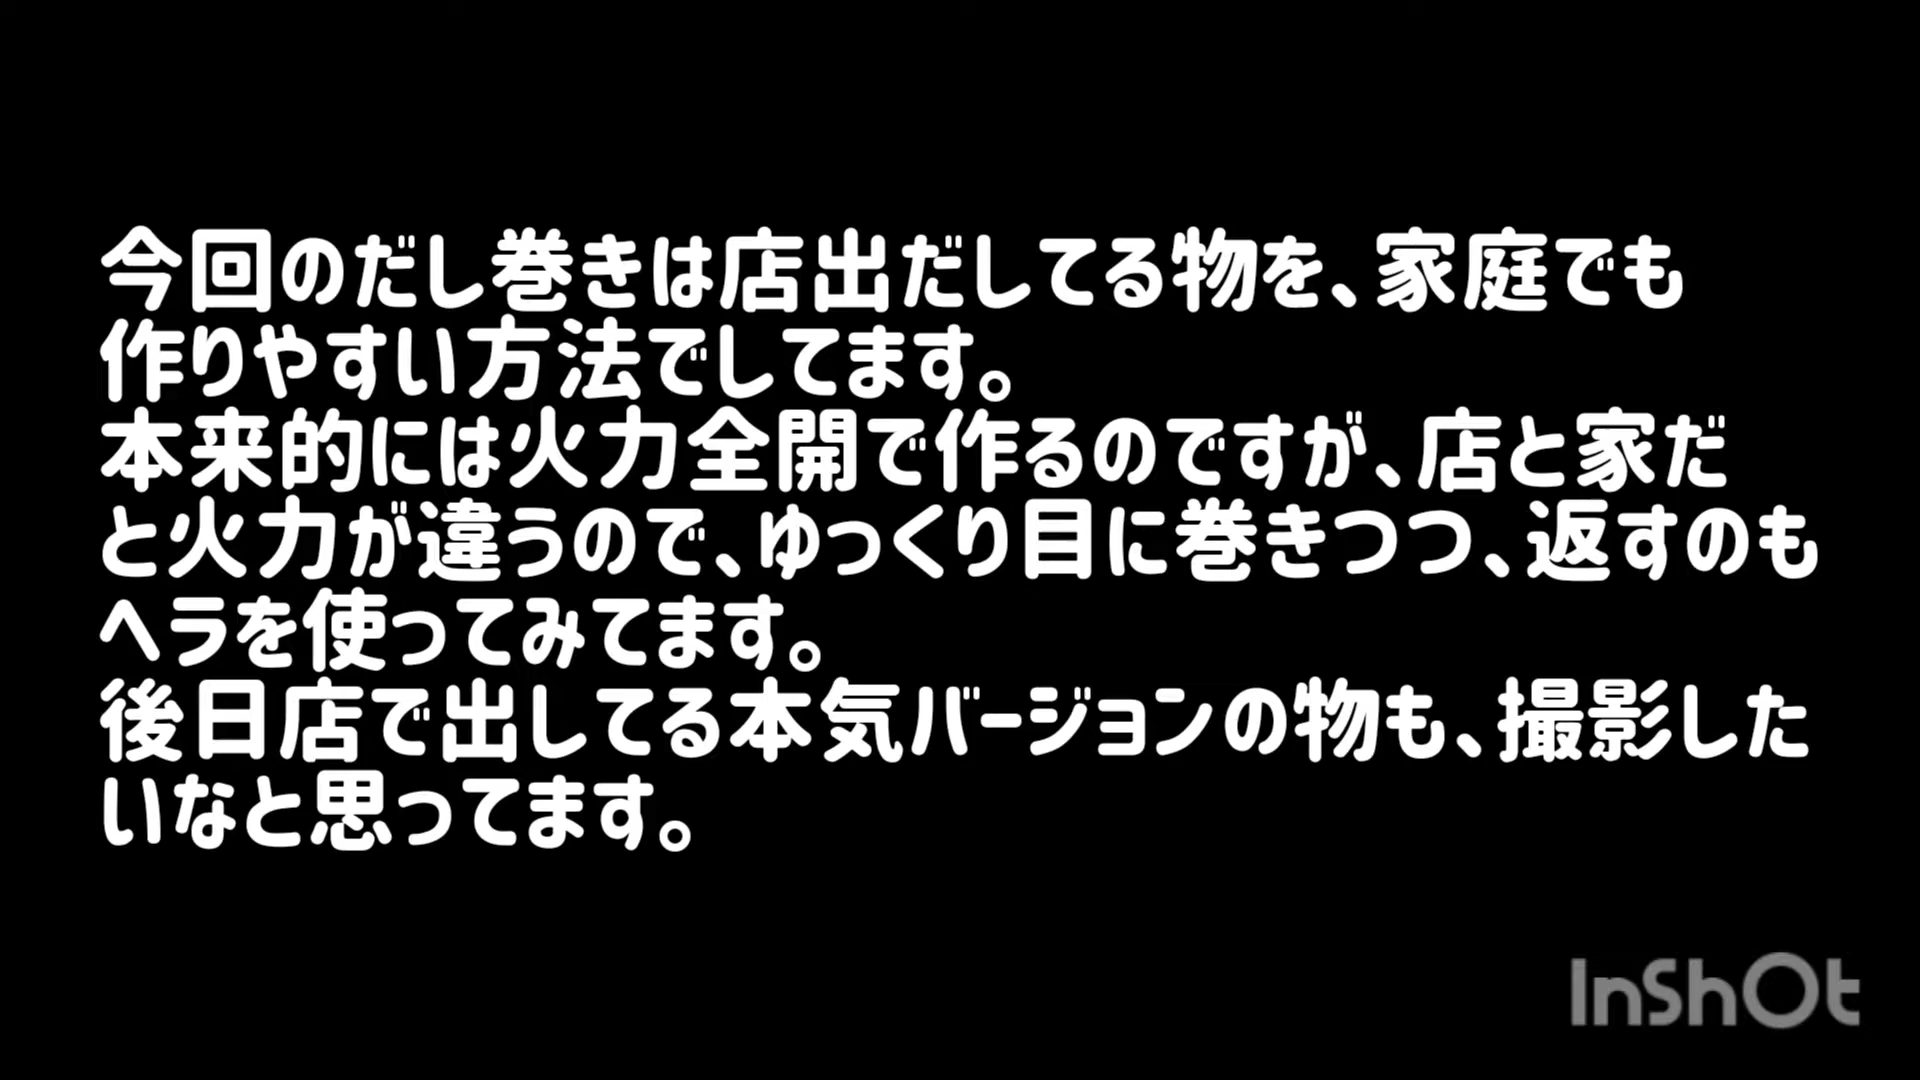 今回のだし巻きは店出だしてる物を、家庭でも
作りやすい方法でしてます。
本来的には火力全開で作るのですが、店と家だ
と火力が違うので、ゆっくり目に巻きつつ、返すのも
ヘラを使ってみてます。
後日店で出してる本気バージョンの物も、撮影した
いなと思ってます。
InShOt